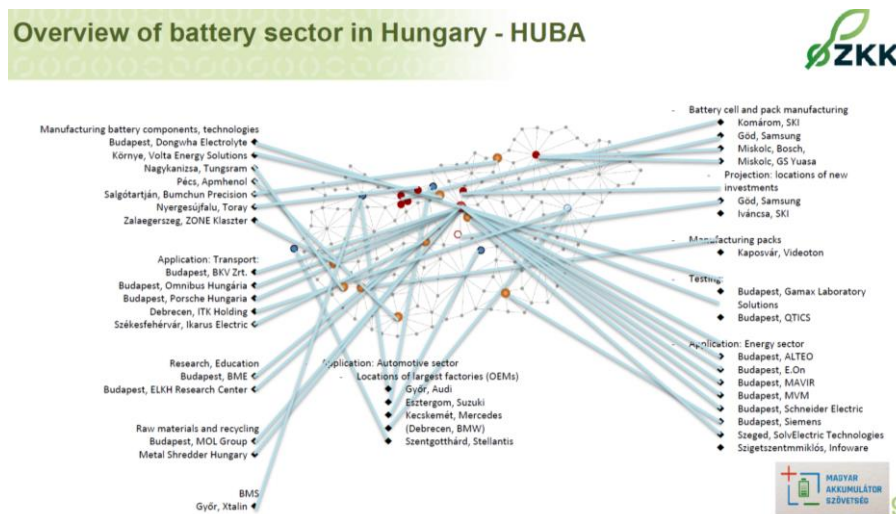 Overview of battery sector in Hungary - HUBA
ZKK
Manufacturing battery components, technologies
Budapest, Dongwha Electrolyte
Környe, Volta Energy Solutions
Nagykanizsa, Tungsram
Pécs, Apmhenol
Salgótartján, Bumchun Precision
Nyergesújfalu, Toray
Zalaegerszeg, ZONE Klaszter
Application: Transport:
Budapest, BKV Zrt.
Budapest, Omnibus Hungária
Budapest, Porsche Hungaria
Debrecen, ITK Holding
Székesfehérvár, Ikarus Electric
Research, Education
Budapest, BME
Budapest, ELKH Research Center
Raw materials and recycling
Budapest, MOL Group
Metal Shredder Hungary
BMS
Győr, Xtalin
Application: Automotive sector
- Locations of largest factories (OEMs)
Győr, Audi
Esztergom, Suzuki
Kecskemét, Mercedes
(Debrecen, BMW)
Szentgotthárd, Stellantis
- Battery cell and pack manufacturing
Komárom, SKI
Göd, Samsung
Miskolc, Bosch,
Miskolc, GS Yuasa
- Projection: locations of new
investments
Göd, Samsung
Iváncsa, SKI
- Manufacturing packs
Kaposvár, Videoton
- Testing
Budapest, Gamax Laboratory
Solutions
Budapest, QTICS
- Application: Energy sector
Budapest, ALTEO
Budapest, E.On
Budapest, MAVIR
Budapest, MVM
Budapest, Schneider Electric
Budapest, Siemens
Szeged, SolvElectric Technologies
Szigetszentmmiklós, Infoware
MAGYAR
AKKUMULÁTOR
SZÖVETSÉG